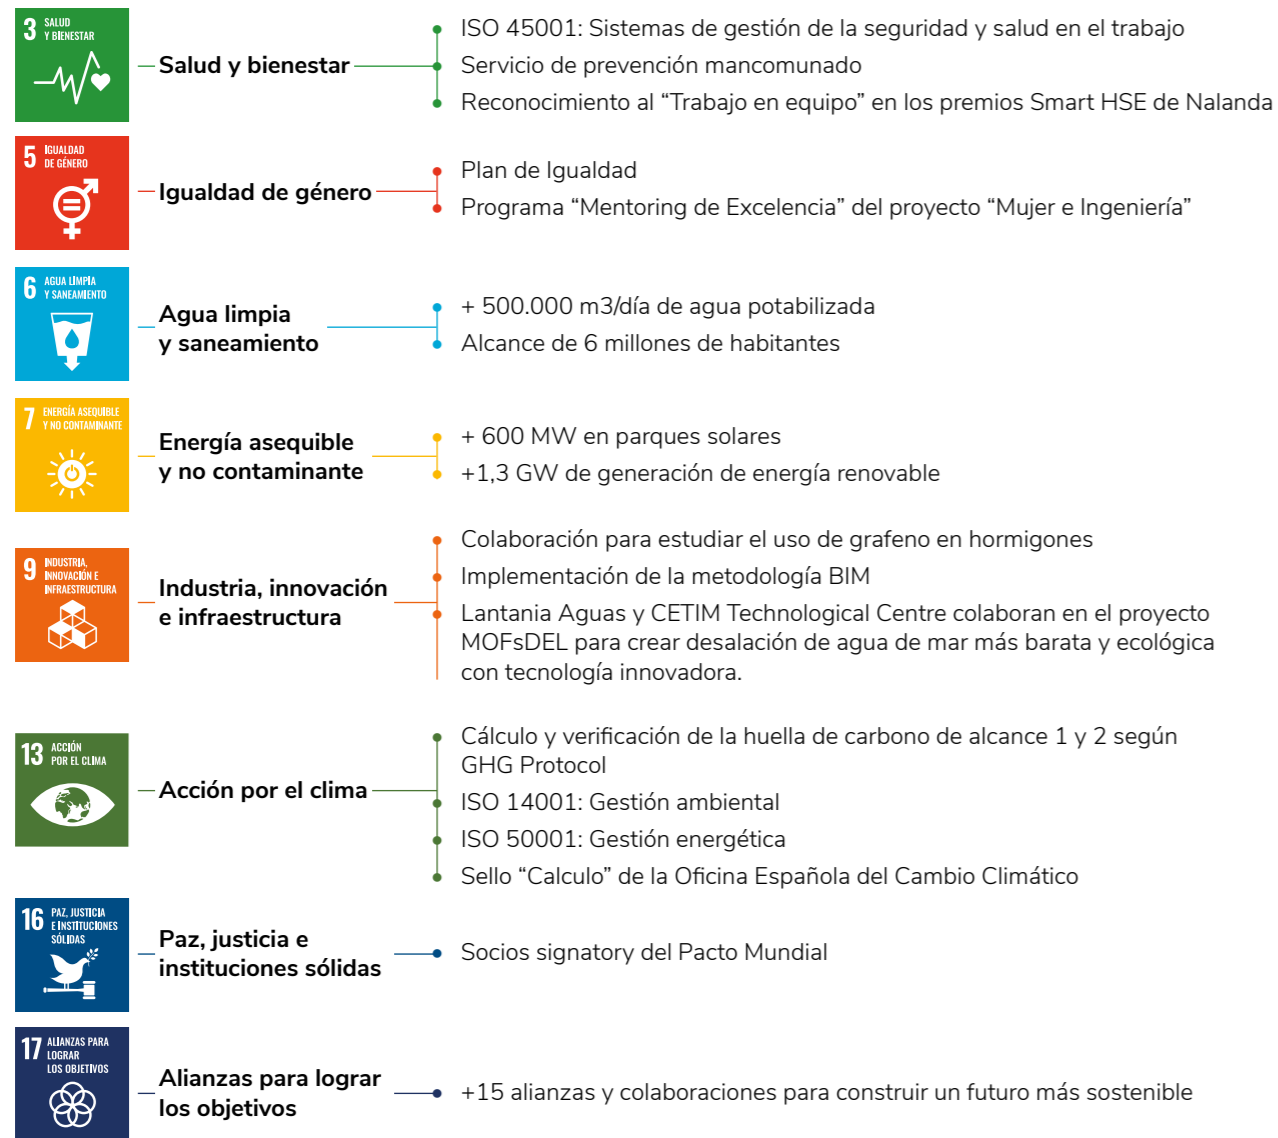 3 SALUD
Y BIENESTAR
Salud y bienestar
ISO 45001: Sistemas de gestión de la seguridad y salud en el trabajo
Servicio de prevención mancomunado
Reconocimiento al “Trabajo en equipo” en los premios Smart HSE de Nalanda
5 IGUALDAD
DE GÉNERO
Igualdad de género
Plan de Igualdad
Programa “Mentoring de Excelencia” del proyecto “Mujer e Ingeniería”
6 AGUA LIMPIA
Y SANEAMIENTO
Agua limpia
y saneamiento
+ 500.000 m3/día de agua potabilizada
Alcance de 6 millones de habitantes
7 ENERGÍA ASEQUIBLE
Y NO CONTAMINANTE
Energía asequible
y no contaminante
+ 600 MW en parques solares
+1,3 GW de generación de energía renovable
9 INDUSTRIA,
INNOVACIÓN E
INFRAESTRUCTURA
Industria, innovación
e infraestructura
Colaboración para estudiar el uso de grafeno en hormigones
Implementación de la metodología BIM
Lantania Aguas y CETIM Technological Centre colaboran en el proyecto
MOFsDEL para crear desalación de agua de mar más barata y ecológica
con tecnología innovadora.
13 ACCIÓN
POR EL CLIMA
Acción por el clima
Cálculo y verificación de la huella de carbono de alcance 1 y 2 según
GHG Protocol
ISO 14001: Gestión ambiental
ISO 50001: Gestión energética
Sello “Calculo” de la Oficina Española del Cambio Climático
16 PAZ, JUSTICIA
E INSTITUCIONES
SÓLIDAS
Paz, justicia e
instituciones sólidas
Socios signatory del Pacto Mundial
17 ALIANZAS PARA
LOGRAR
LOS OBJETIVOS
Alianzas para lograr
los objetivos
+15 alianzas y colaboraciones para construir un futuro más sostenible